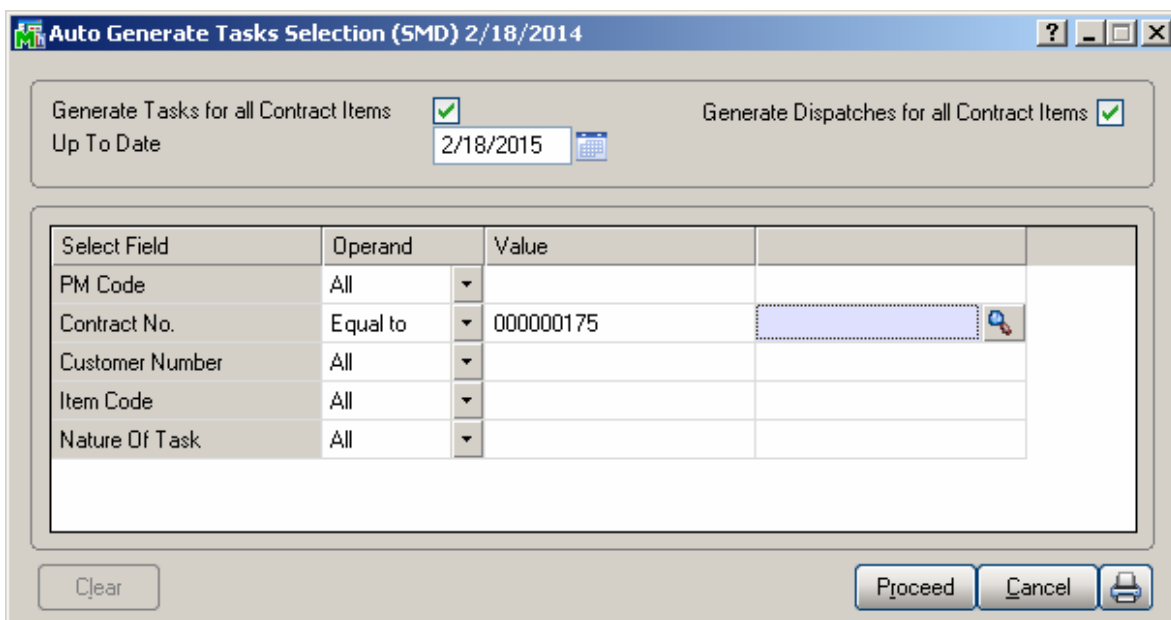 Auto Generate Tasks Selection (SMD) 2/18/2014
Generate Tasks for all Contract Items Generate Dispatches for all Contract Items
Up To Date 2/18/2015
Select Field Operand Value
PM Code All
Contract No. Equal to 000000175
Customer Number All
Item Code All
Nature Of Task All
Clear Proceed Cancel